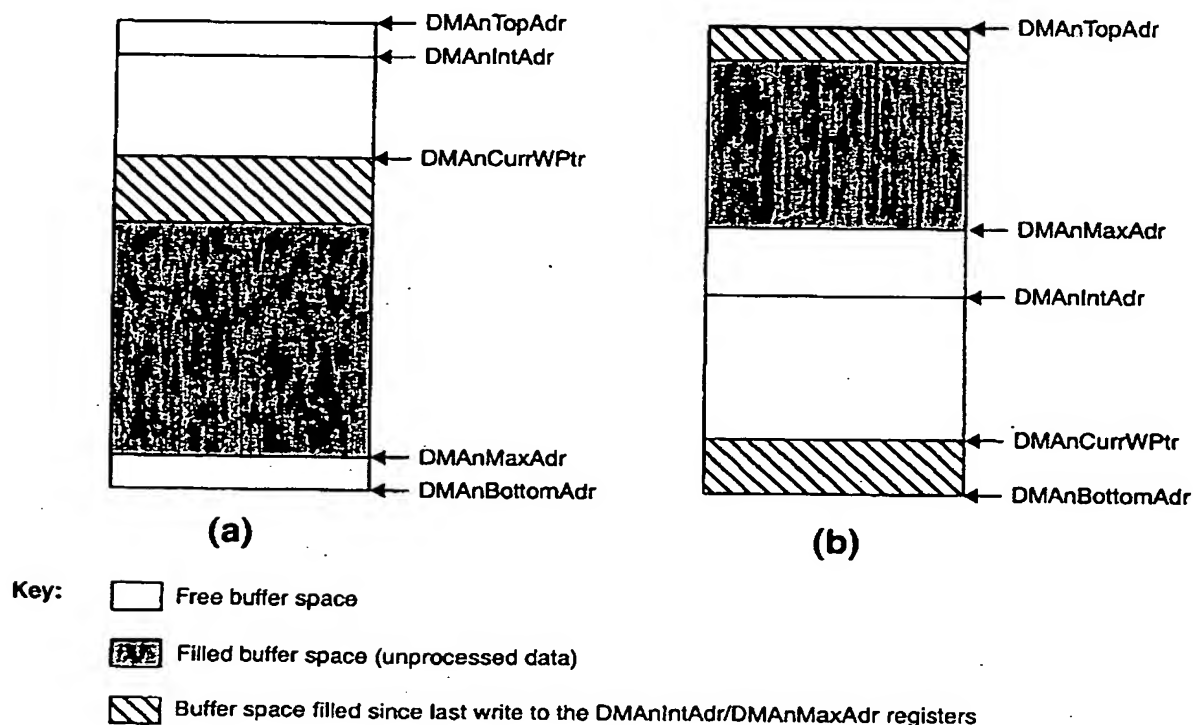 DMAnTopAdr
DMAnIntAdr
DMAnCurrWPtr
DMAnMaxAdr
DMAnBottomAdr
(a)
DMAnTopAdr
DMAnMaxAdr
DMAnIntAdr
DMAnCurrWPtr
DMAnBottomAdr
(b)
Key:
Free buffer space
Filled buffer space (unprocessed data)
Buffer space filled since last write to the DMAnIntAdr/DMAnMaxAdr registers